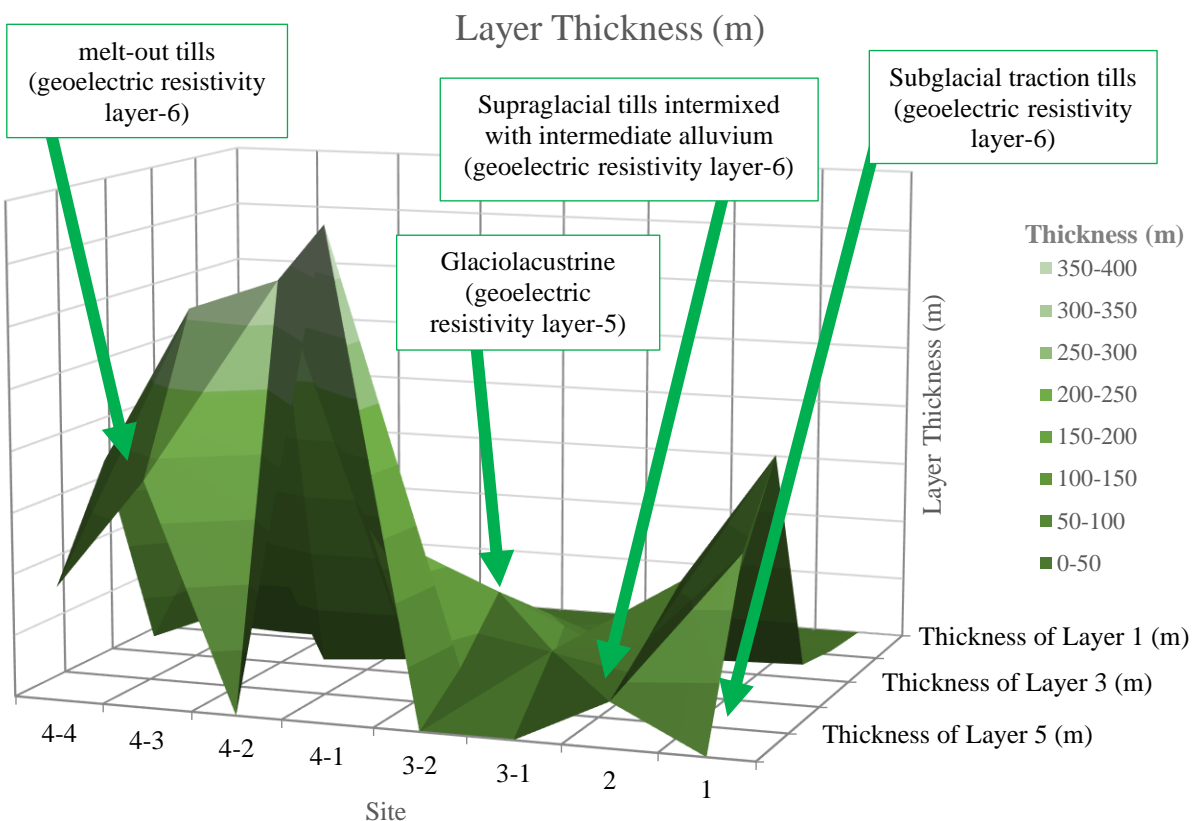 Layer Thickness (m)
melt-out tills
(geoelectric resistivity
layer-6)
Supraglacial tills intermixed
with intermediate alluvium
(geoelectric resistivity layer-6)
Subglacial traction tills
(geoelectric resistivity
layer-6)
Glaciolacustrine
(geoelectric
resistivity layer-5)
Thickness (m)
350-400
300-350
250-300
200-250
150-200
100-150
50-100
0-50
Layer Thickness (m)
Thickness of Layer 1 (m)
Thickness of Layer 3 (m)
Thickness of Layer 5 (m)
4-4
4-3
4-2
4-1
3-2
3-1
2
1
Site